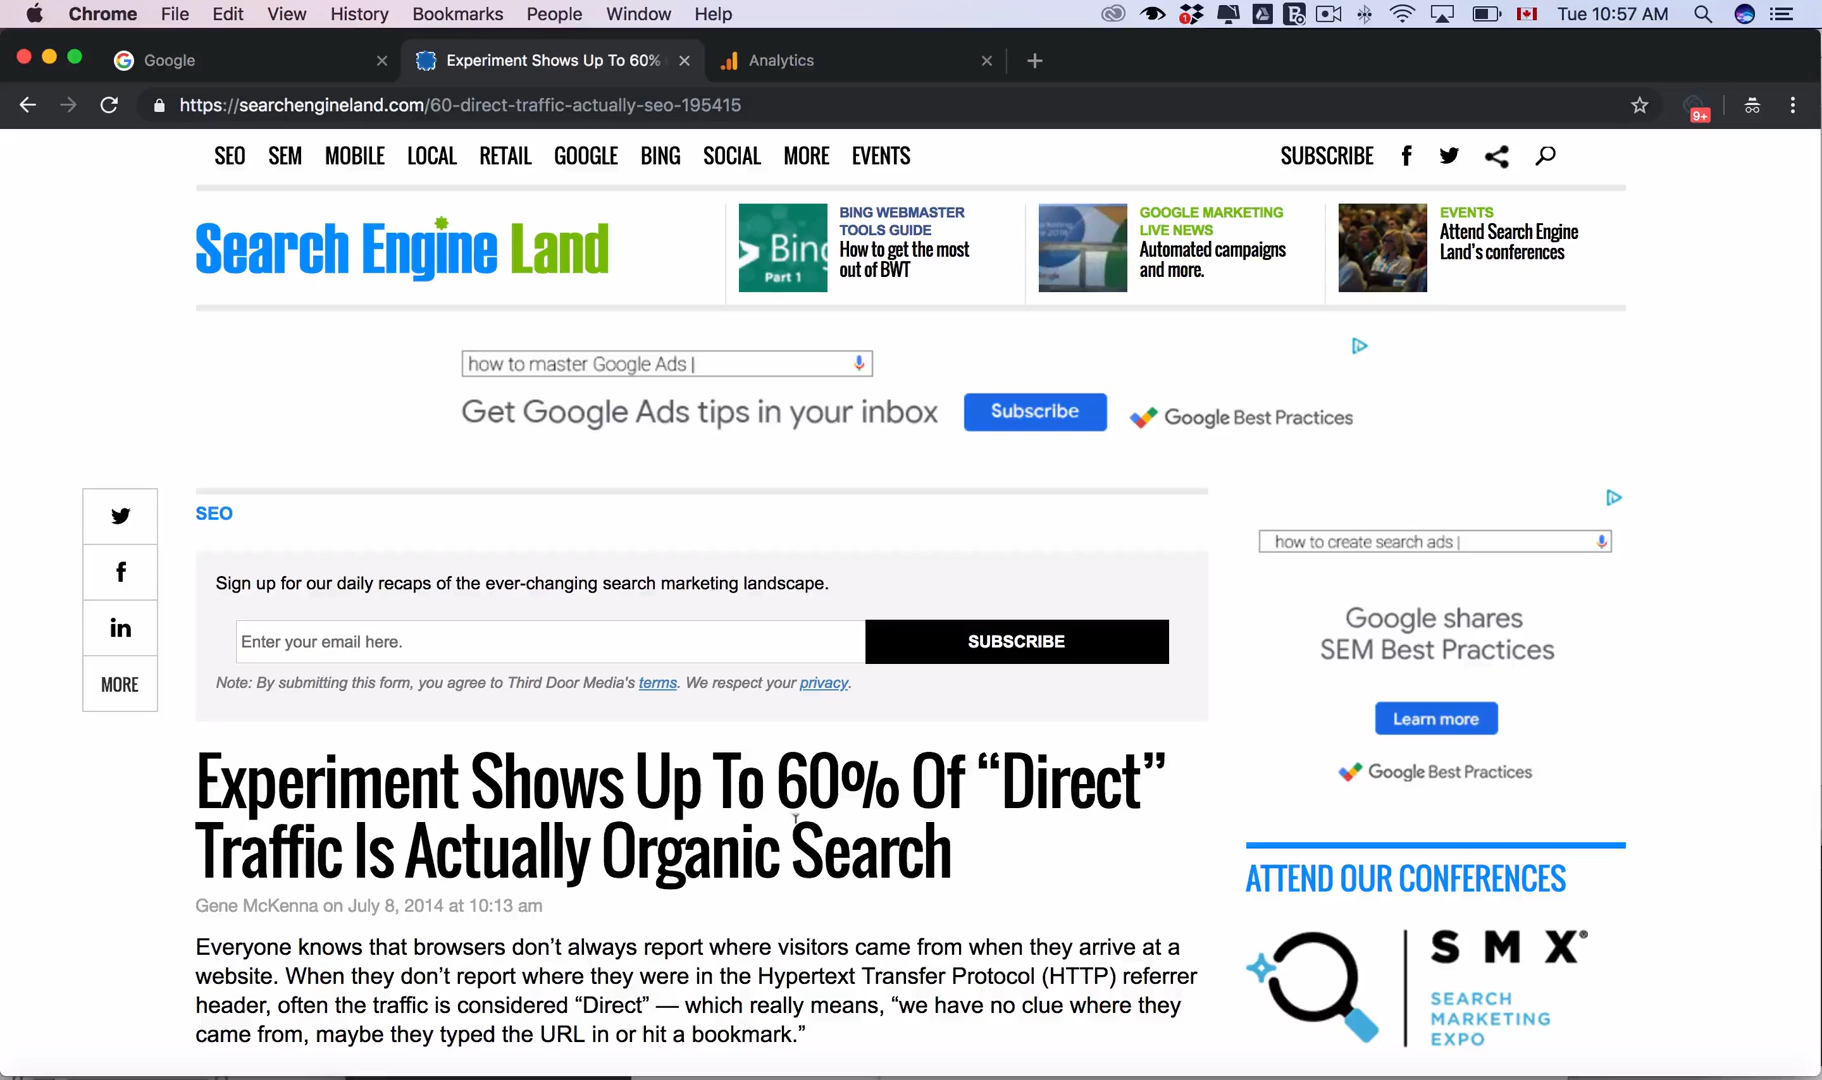 Chrome File Edit View History Bookmarks People Window Help
1
Tue 10:57 AM
Google
Experiment Shows Up To 60%
Analytics
https://searchengineland.com/60-direct-traffic-actually-seo-195415
9+
SEO SEM MOBILE LOCAL RETAIL GOOGLE BING SOCIAL MORE EVENTS
SUBSCRIBE
Search Engine Land
Bing
Part 1
BING WEBMASTER
TOOLS GUIDE
How to get the most
out of BWT
GOOGLE MARKETING
LIVE NEWS
Automated campaigns
and more.
EVENTS
Attend Search Engine
Land's conferences
how to master Google Ads |
Get Google Ads tips in your inbox
Subscribe
Google Best Practices
SEO
Sign up for our daily recaps of the ever-changing search marketing landscape.
Enter your email here.
SUBSCRIBE
Note: By submitting this form, you agree to Third Door Media's terms. We respect your privacy.
MORE
how to create search ads |
Google shares
SEM Best Practices
Learn more
Google Best Practices
Experiment Shows Up To 60% Of “Direct”
Traffic Is Actually Organic Search
Gene McKenna on July 8, 2014 at 10:13 am
Everyone knows that browsers don’t always report where visitors came from when they arrive at a
website. When they don’t report where they were in the Hypertext Transfer Protocol (HTTP) referrer
header, often the traffic is considered “Direct” — which really means, “we have no clue where they
came from, maybe they typed the URL in or hit a bookmark.”
ATTEND OUR CONFERENCES
SMX®
SEARCH
MARKETING
EXPO